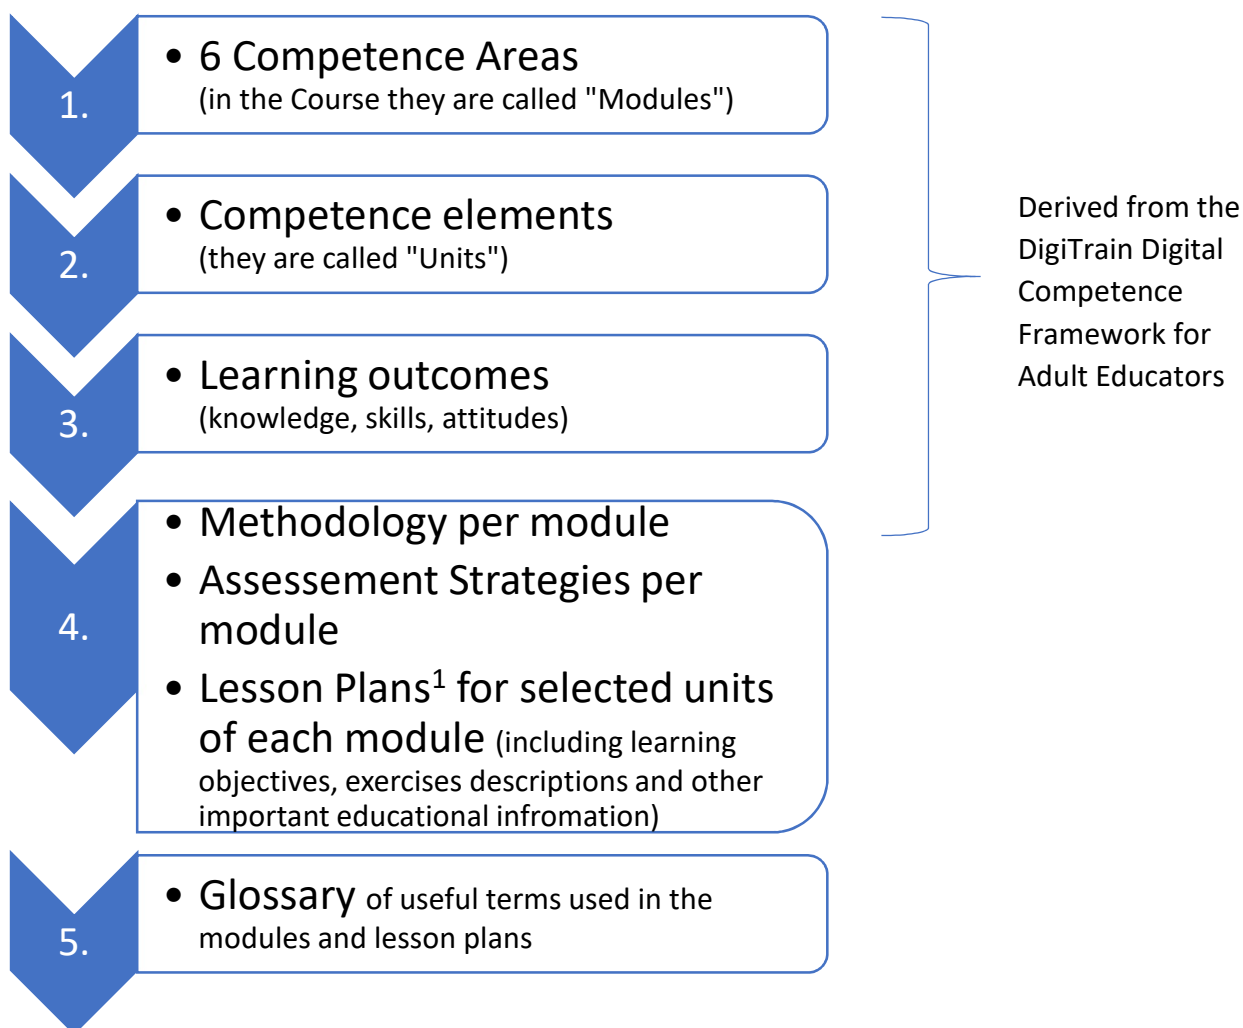 1.
• 6 Competence Areas
(in the Course they are called "Modules")
2.
• Competence elements
(they are called "Units")
3.
• Learning outcomes
(knowledge, skills, attitudes)
4.
• Methodology per module
• Assessement Strategies per
module
• Lesson Plans¹ for selected units
of each module (including learning
objectives, exercises descriptions and other
important educational infromation)
5.
• Glossary of useful terms used in the
modules and lesson plans
Derived from the
DigiTrain Digital
Competence
Framework for
Adult Educators